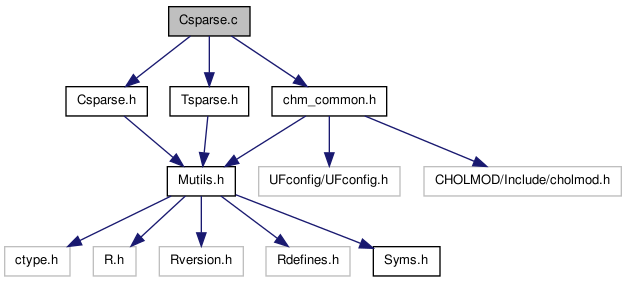 Csparse.c
Csparse.h
Tsparse.h
chm_common.h
Mutils.h
UFconfig/UFconfig.h
CHOLMOD/Include/cholmod.h
ctype.h
R.h
Rversion.h
Rdefines.h
Syms.h